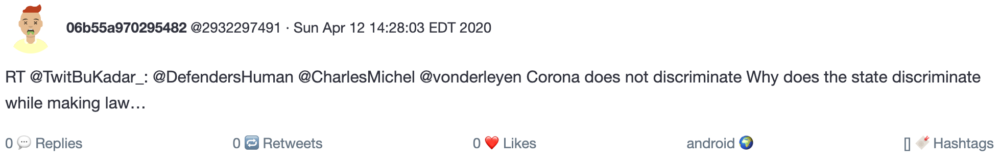 06b55a970295482 @2932297491 · Sun Apr 12 14:28:03 EDT 2020
RT @TwitBuKadar_: @DefendersHuman @CharlesMichel @vonderleyen Corona does not discriminate Why does the state discriminate
while making law…
0 💬 Replies 0 🔁 Retweets 0 ❤️ Likes android 🌍 [] 🏷️ Hashtags